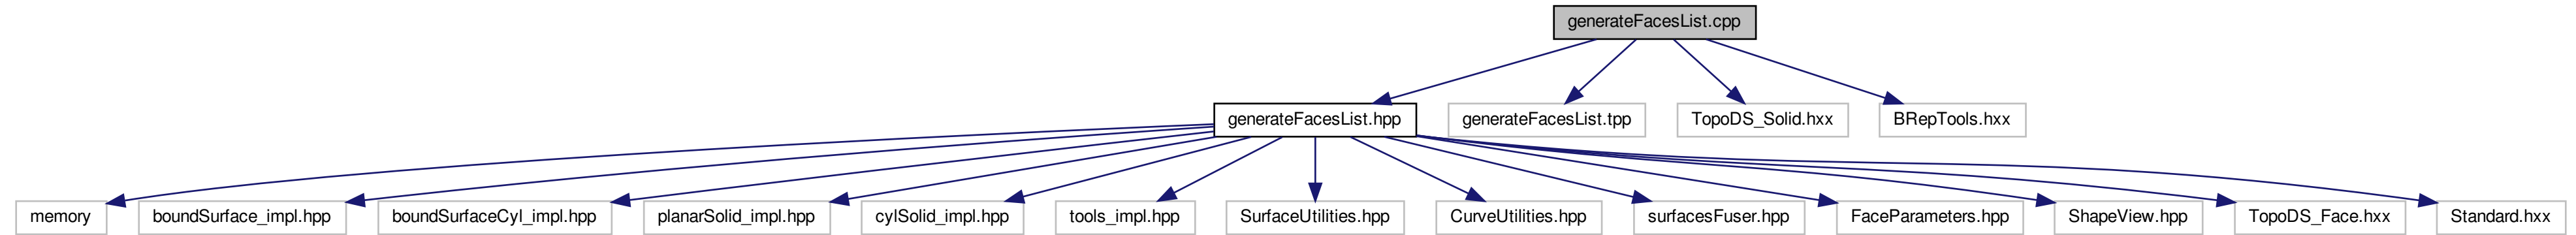 generateFacesList.cpp
generateFacesList.hpp
generateFacesList.tpp
TopoDS_Solid.hxx
BRepTools.hxx
memory
boundSurface_impl.hpp
boundSurfaceCyl_impl.hpp
planarSolid_impl.hpp
cylSolid_impl.hpp
tools_impl.hpp
SurfaceUtilities.hpp
CurveUtilities.hpp
surfacesFuser.hpp
FaceParameters.hpp
ShapeView.hpp
TopoDS_Face.hxx
Standard.hxx